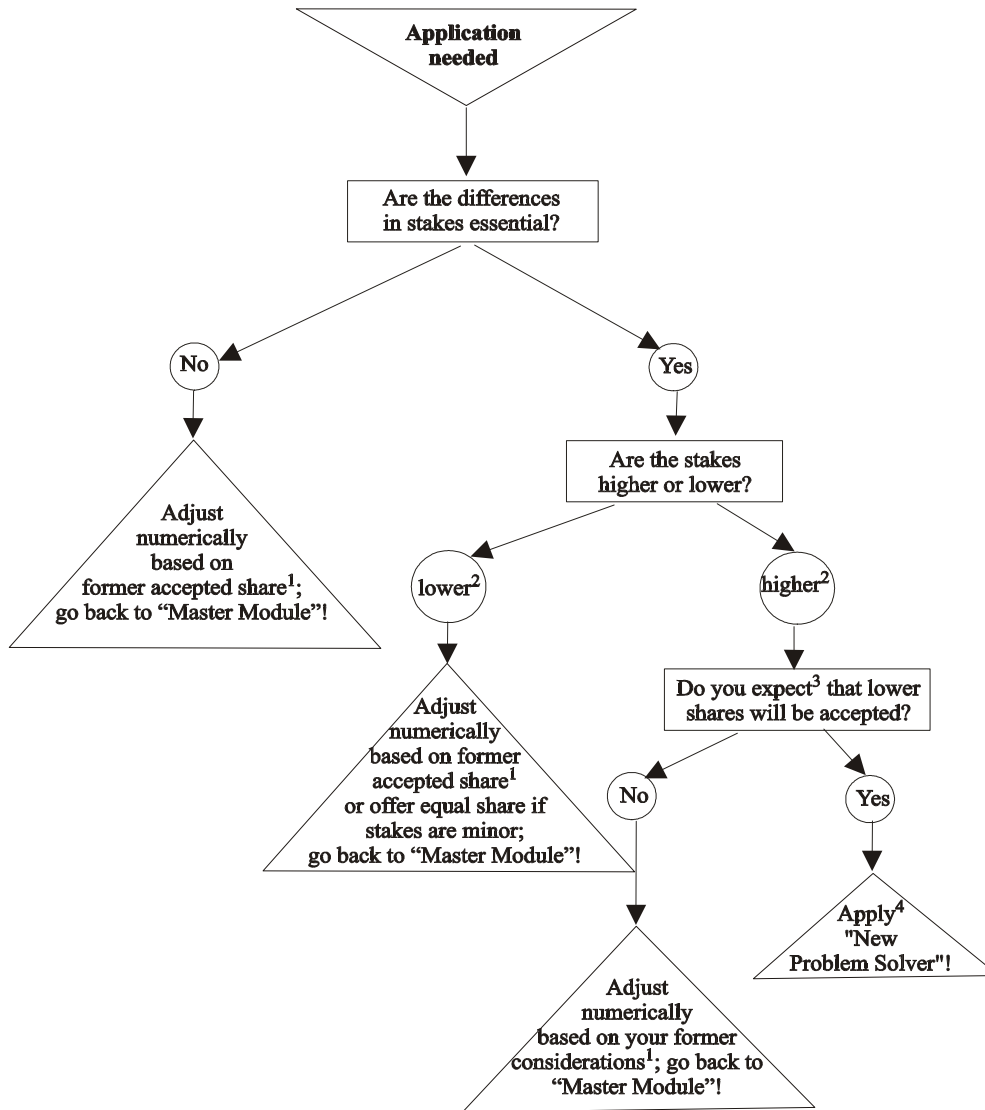 Application
needed
Are the differences
in stakes essential?
No
Yes
Adjust
numerically
based on
former accepted share¹;
go back to “Master Module”!
Are the stakes
higher or lower?
lower²
higher²
Adjust
numerically
based on former
accepted share¹
or offer equal share if
stakes are minor;
go back to “Master Module”!
Do you expect³ that lower
shares will be accepted?
No
Yes
Adjust
numerically
based on your former
considerations¹; go back to
“Master Module”!
Apply⁴
"New
Problem Solver"!